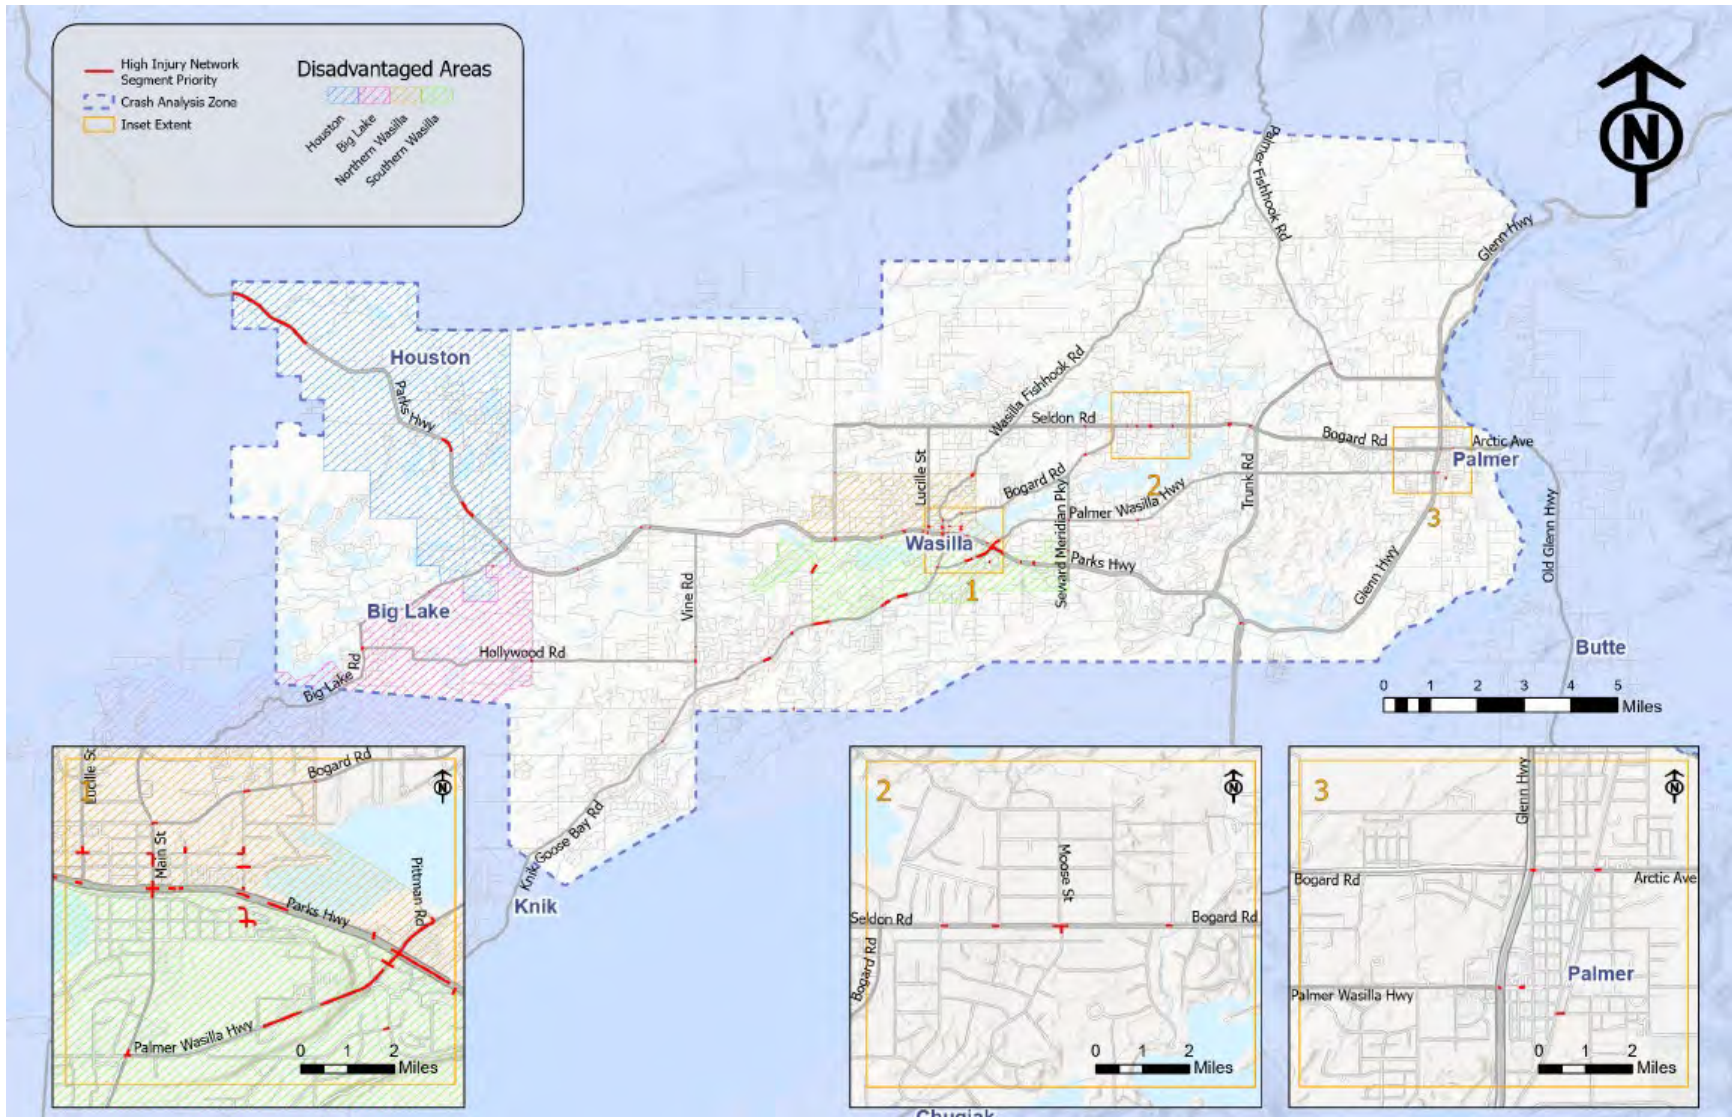 High Injury Network
Segment Priority
Crash Analysis Zone
Inset Extent
Disadvantaged Areas
Houston
Big Lake
Northern Wasilla
Southern Wasilla
N
Palmer Fishhook Rd
Palmer Fishhook Rd
Glenn Hwy
Houston
Parks Hwy
Wasilla Fishhook Rd
Seldon Rd
Bogard Rd
Arctic Ave
Palmer
Lucille St
Bogard Rd
2
Palmer Wasilla Hwy
Trunk Rd
3
Old Glenn Hwy
Wasilla
Seward Meridian Pky
Parks Hwy
Glenn Hwy
1
Big Lake
Vine Rd
Hollywood Rd
Big Lake Rd
Butte
0 1 2 3 4 5
Miles
Knik Goose Bay Rd
Knik
Lucille St
Bogard Rd
N
Main St
Pittman Rd
Parks Hwy
Palmer Wasilla Hwy
0 1 2
Miles
2
N
Moose St
Seldon Rd
Bogard Rd
Bogard Rd
0 1 2
Miles
3
Glenn Hwy
N
Bogard Rd
Arctic Ave
Palmer
Palmer Wasilla Hwy
0 1 2
Miles
Chugiak